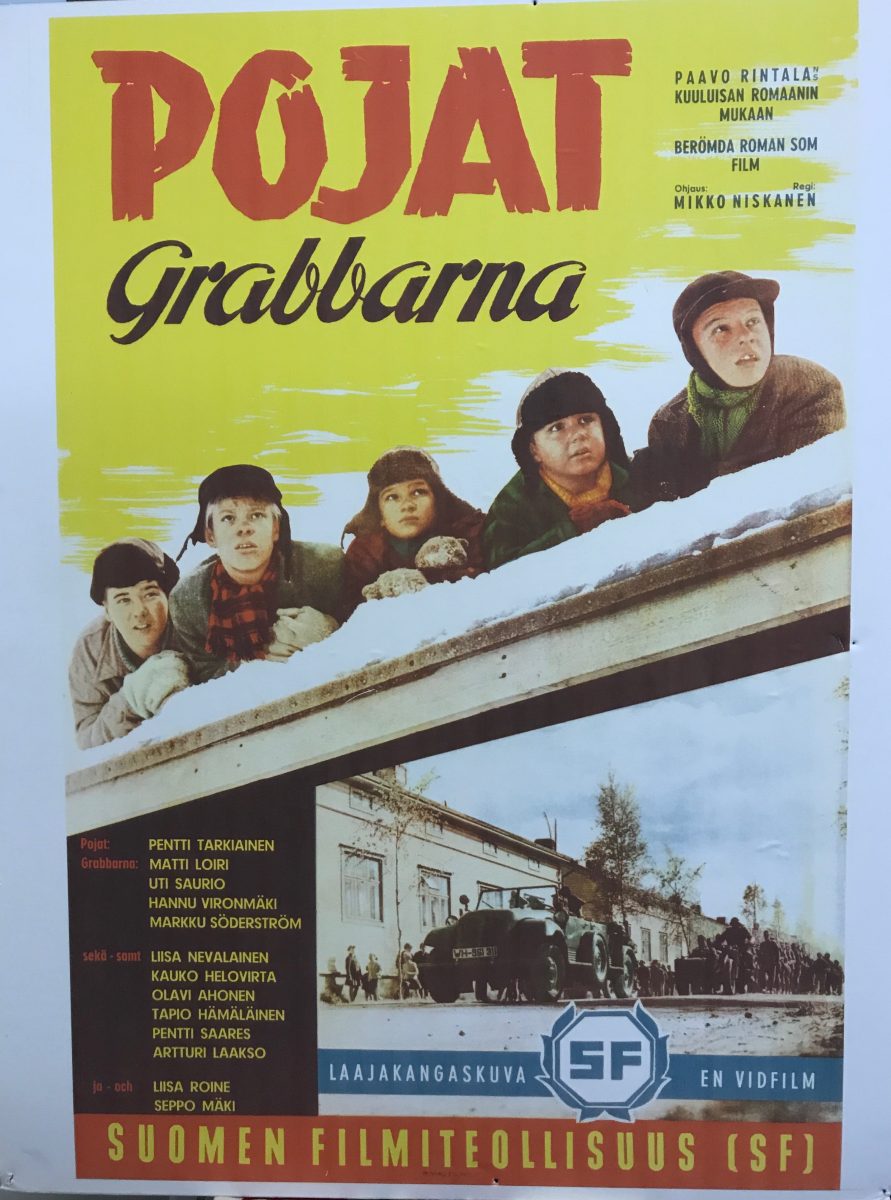 POJAT
Grabbarna
PAAVO RINTALA NS
KUULUISAN ROMAANIN
MUKAAN
BERÖMDA ROMAN SOM
FILM
Ohjaus: Regi:
MIKKO NISKANEN
Pojat: PENTTI TARKIAINEN
Grabbarna: MATTI LOIRI
UTI SAURIO
HANNU VIRONMÄKI
MARKKU SÖDERSTRÖM
sekä - samt LIISA NEVALAINEN
KAUKO HELOVIRTA
OLAVI AHONEN
TAPIO HÄMÄLÄINEN
PENTTI SAARES
ARTTURI LAAKSO
ja - och LIISA ROINE
SEPPO MÄKI
LAAJAKANGASKUVA SF EN VIDFILM
SUOMEN FILMITEOLLISUUS (SF)